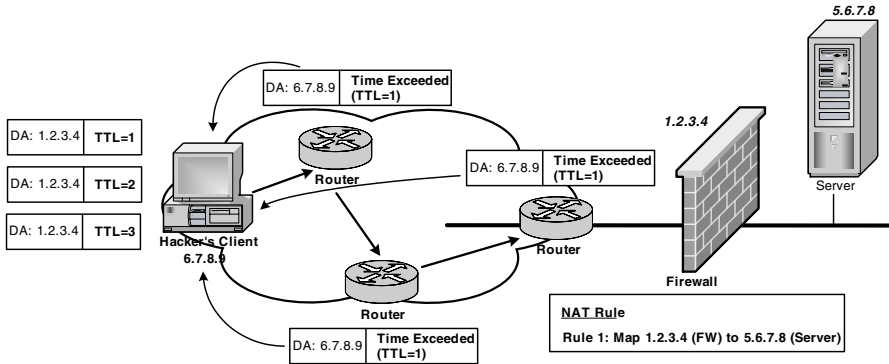 5.6.7.8
DA: 6.7.8.9 Time Exceeded
(TTL=1)
1.2.3.4
DA: 1.2.3.4 TTL=1
DA: 6.7.8.9 Time Exceeded
(TTL=1)
Router
DA: 1.2.3.4 TTL=2
Server
DA: 1.2.3.4 TTL=3
Hacker's Client
6.7.8.9
Router
Firewall
Router
NAT Rule
Rule 1: Map 1.2.3.4 (FW) to 5.6.7.8 (Server)
DA: 6.7.8.9 Time Exceeded
(TTL=1)